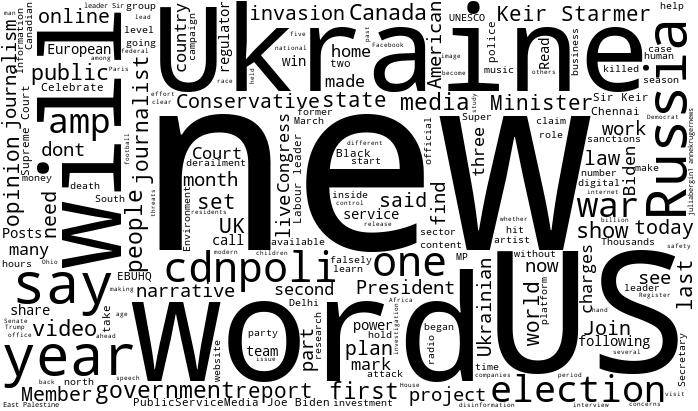 new
Ukraine
word
US
will
Russia
year
say
cdnpoli
one
election
war
amp
government
report
first
people
journalist
Conservative
state
media
Minister
Keir Starmer
invasion
Canada
online
public
European
Celebrate
journalism
opinion
information
Canadian
Supreme Court
group
level
going
country
campaign
regulator
win
home
two
made
American
UNESCO
police
music
Read
others
business
killed
help
case
human
season
Sir Keir
Chennai
work
sanctions
Democrat
law
Biden
number
digital
internet
make
billion
show
today
Thousands
safety
charges
see
leader
Register
last
Join
following
several
hand
world
platform
now
without
Ukrainian
MP
whether
hit
artist
sector
content
find
said
official
three
Super
study
claim
role
former
March
Congress
Labour leader
live
different
Black
start
inside
control
service
release
available
children
falsely
learn
Court
derailment
month
set
UK
call
residents
Environment
threats
football
dont
money
death
South
need
Posts
many
hours
Ohio
share
video
take
age
EBUHQ
making
narrative
modern
second
Delhi
President
Africa
investigation
power
hold
plan
mark
attack
began
radio
time
companies
period
project
House
part
research
party
team
issue
website
speech
ahead
Senate
Trump
office
Member
back
north
East Palestine
PublicServiceMedia
Joe Biden
investment
disinformation
interview
concerns
visit
Secretary
man
lead
leader Sir
among
Paris
federal
effort
clear
race
held
national
five
past
Facebook
image
become